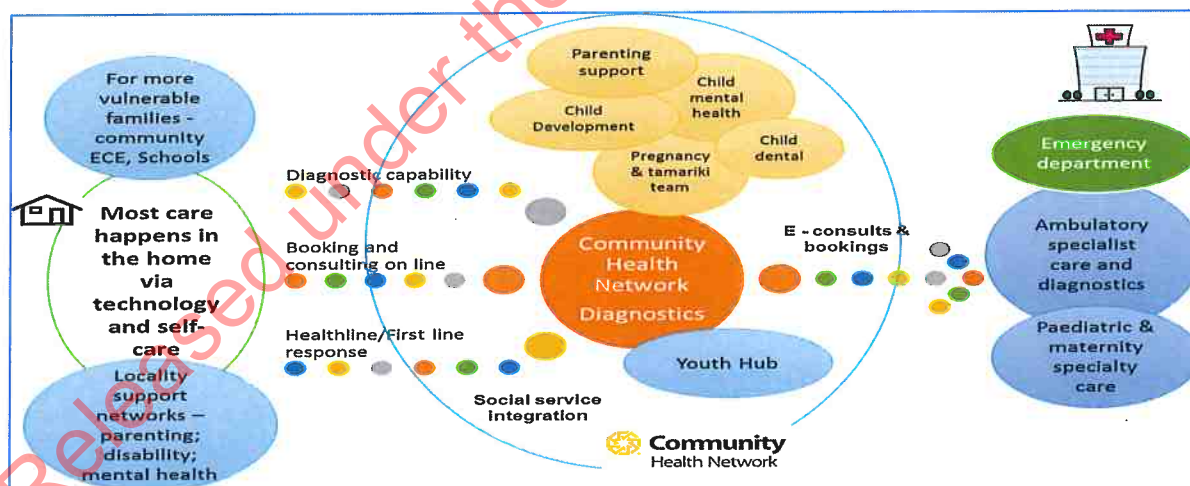 For more
vulnerable
families -
community
ECE, Schools
Most care
happens in
the home
via
technology
and self-
care
Locality
support
networks –
parenting;
disability;
mental health
Diagnostic capability
Booking and
consulting on line
Healthline/First line
response
Parenting
support
Child
mental
health
Child
Development
Child
dental
Pregnancy
& tamariki
team
Community
Health
Network
Diagnostics
Youth Hub
Social service
integration
Community
Health Network
E - consults &
bookings
Emergency
department
Ambulatory
specialist
care and
diagnostics
Paediatric &
maternity
specialty
care
Released under the